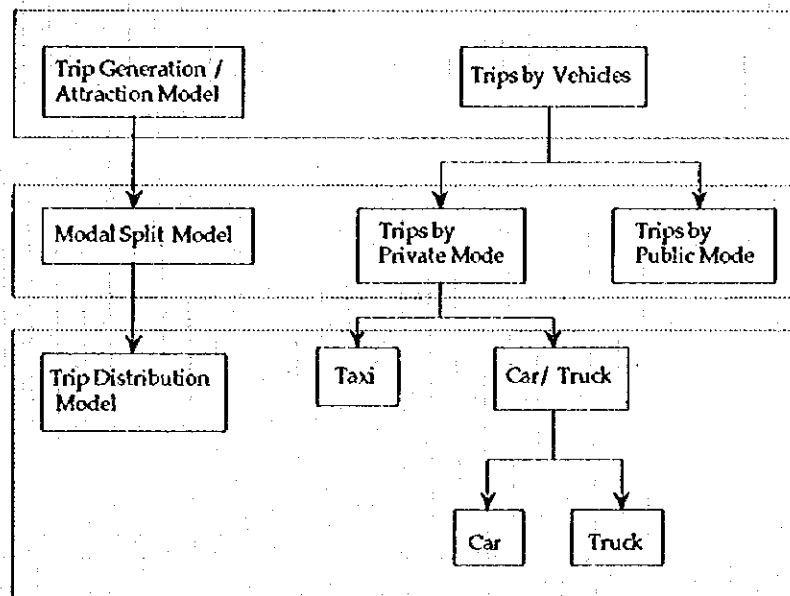 Trip Generation /
Attraction Model
Trips by Vehicles
Modal Split Model
Trips by
Private Mode
Trips by
Public Mode
Trip Distribution
Model
Taxi
Car/ Truck
Car
Truck